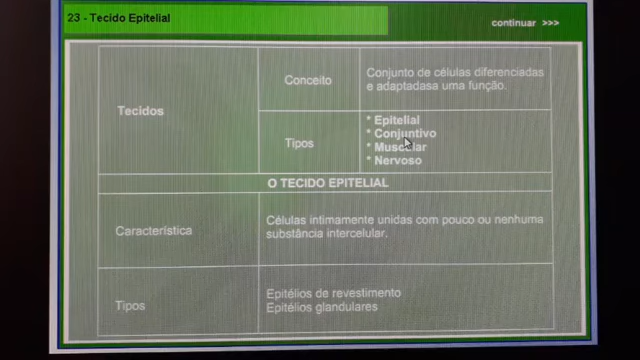 23 - Tecido Epitelial
continuar >>>
Tecidos
Conceito
Conjunto de células diferenciadas
e adaptadasa uma função.
Tipos
* Epitelial
* Conjuntivo
* Muscular
* Nervoso
O TECIDO EPITELIAL
Característica
Células intimamente unidas com pouco ou nenhuma
substância intercelular.
Tipos
Epitélios de revestimento
Epitélios glandulares